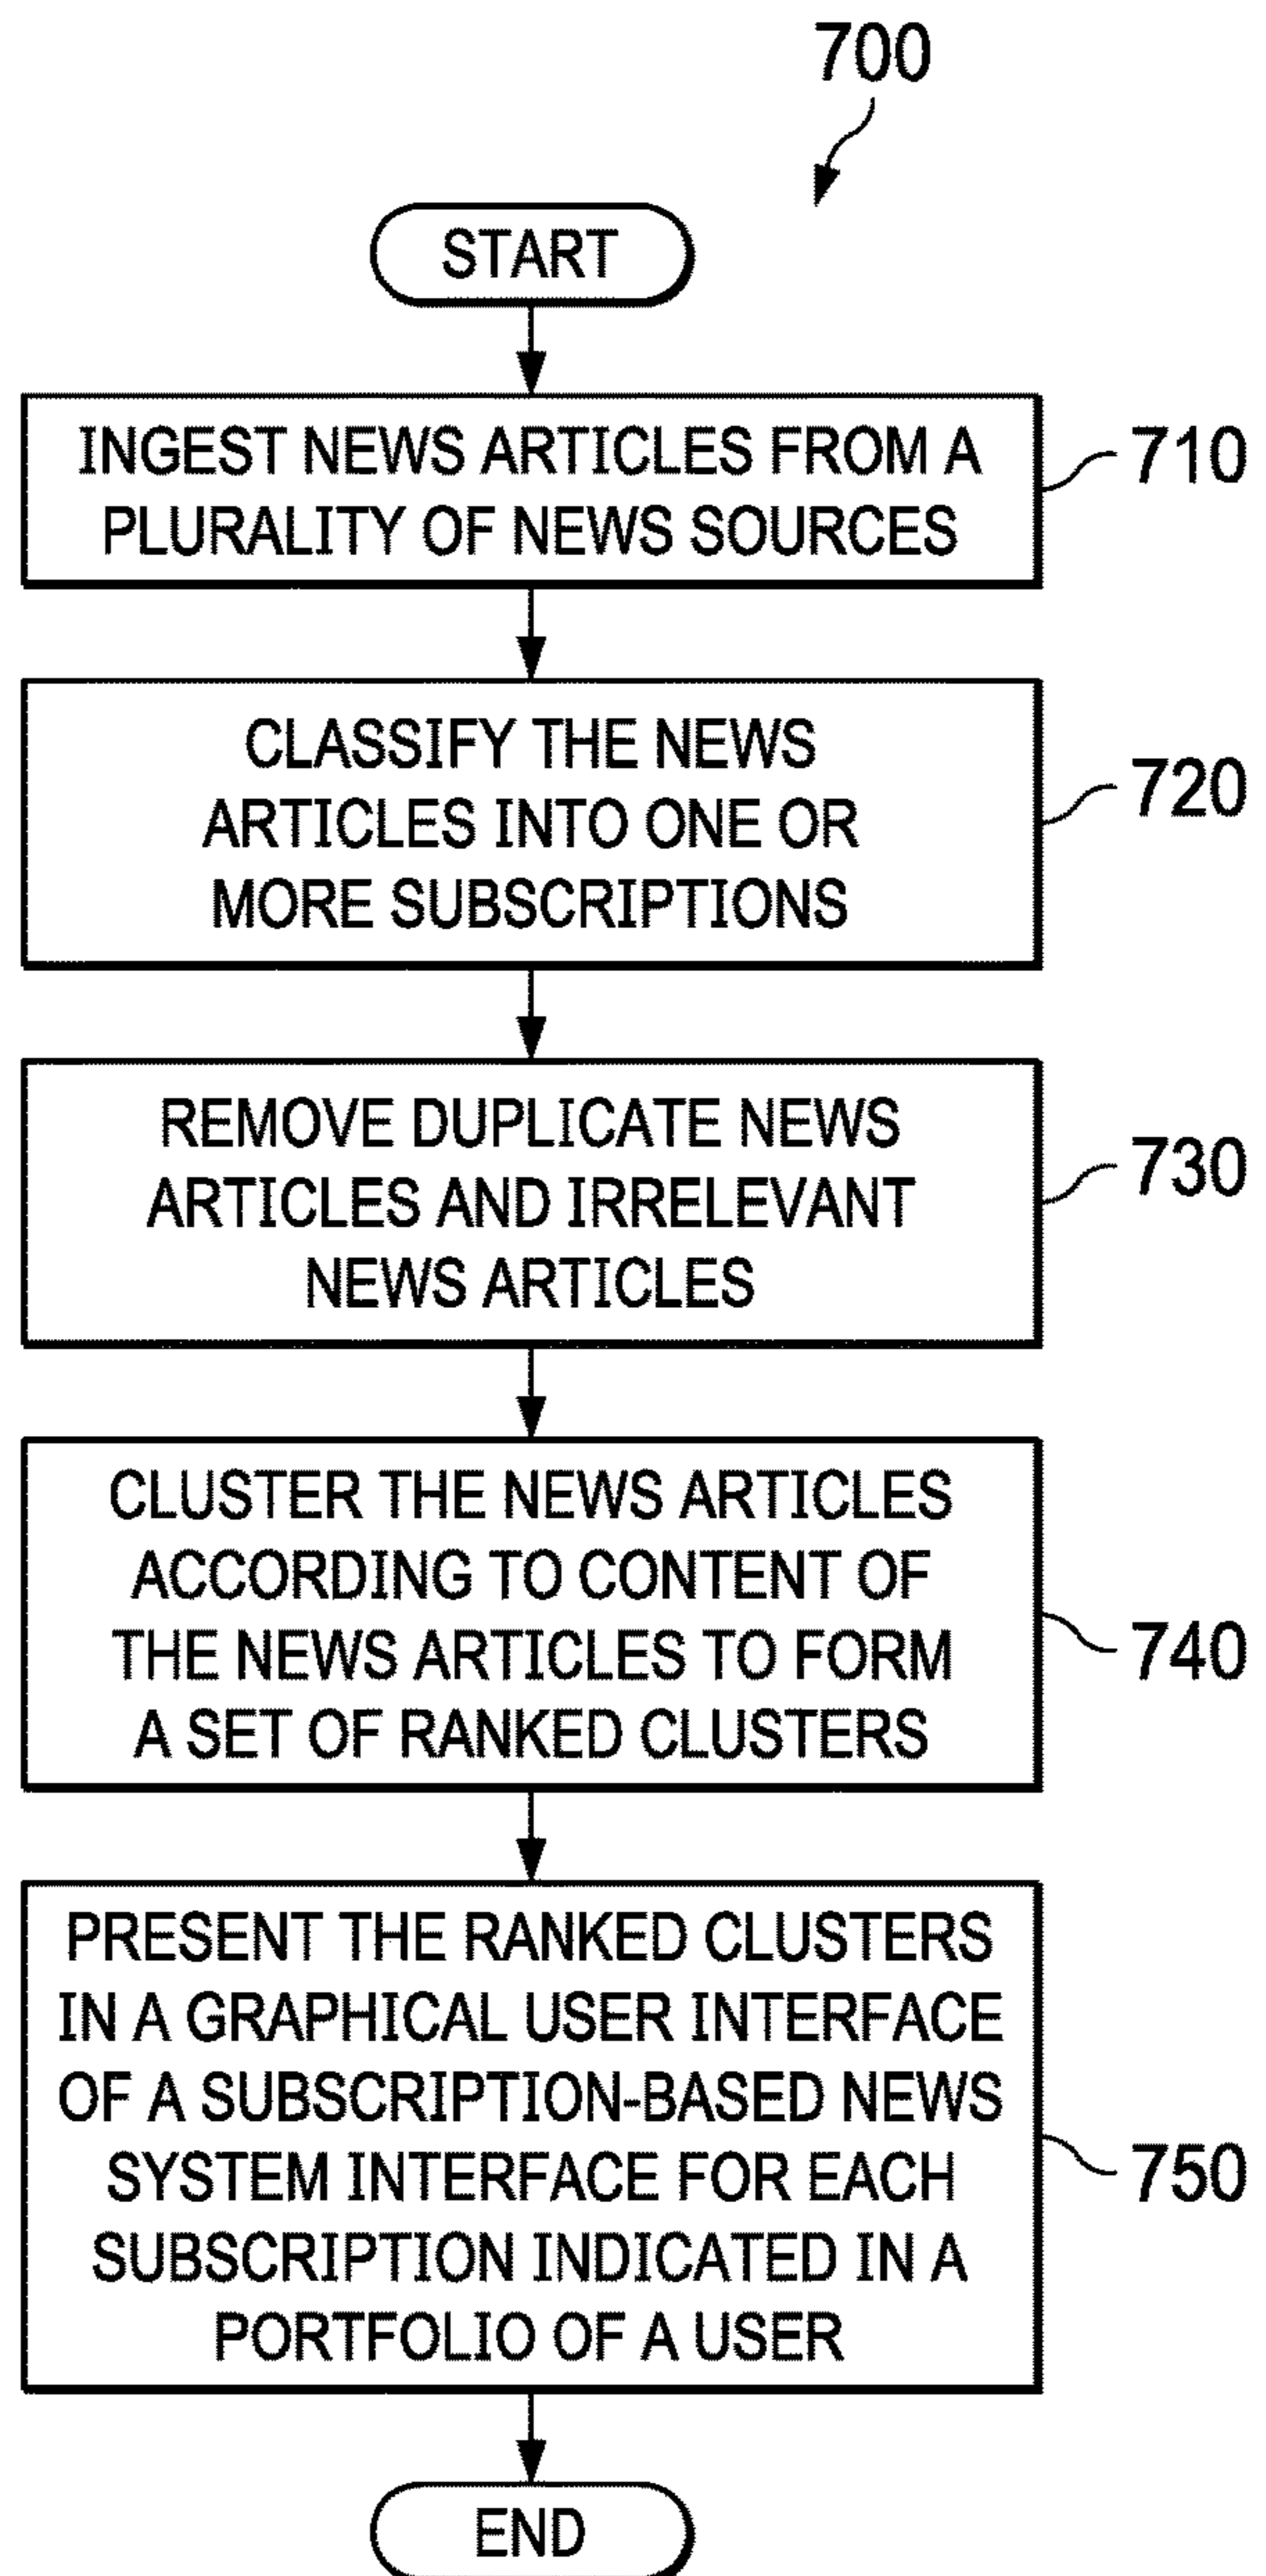 700
START
INGEST NEWS ARTICLES FROM A
PLURALITY OF NEWS SOURCES
710
CLASSIFY THE NEWS
ARTICLES INTO ONE OR
MORE SUBSCRIPTIONS
720
REMOVE DUPLICATE NEWS
ARTICLES AND IRRELEVANT
NEWS ARTICLES
730
CLUSTER THE NEWS ARTICLES
ACCORDING TO CONTENT OF
THE NEWS ARTICLES TO FORM
A SET OF RANKED CLUSTERS
740
PRESENT THE RANKED CLUSTERS
IN A GRAPHICAL USER INTERFACE
OF A SUBSCRIPTION-BASED NEWS
SYSTEM INTERFACE FOR EACH
SUBSCRIPTION INDICATED IN A
PORTFOLIO OF A USER
750
END